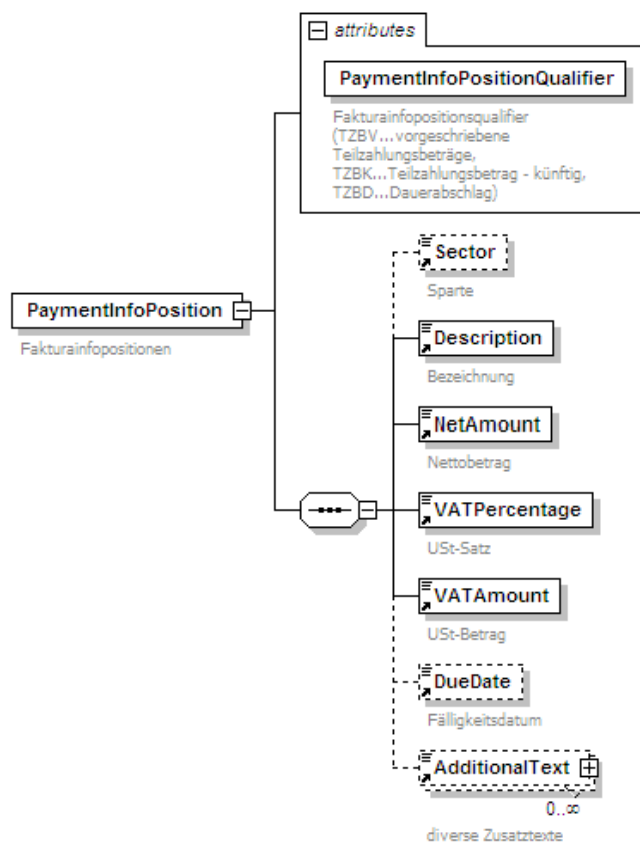 attributes
PaymentInfoPositionQualifier
Fakturainfopositionsqualifier
(TZBV...vorgeschriebene
Teilzahlungsbeträge,
TZBK...Teilzahlungsbetrag - künftig,
TZBD...Dauerabschlag)
PaymentInfoPosition
Fakturainfopositionen
Sector
Sparte
Description
Bezeichnung
NetAmount
Nettobetrag
VATPercentage
USt-Satz
VATAmount
USt-Betrag
DueDate
Fälligkeitsdatum
AdditionalText
0..∞
diverse Zusatztexte